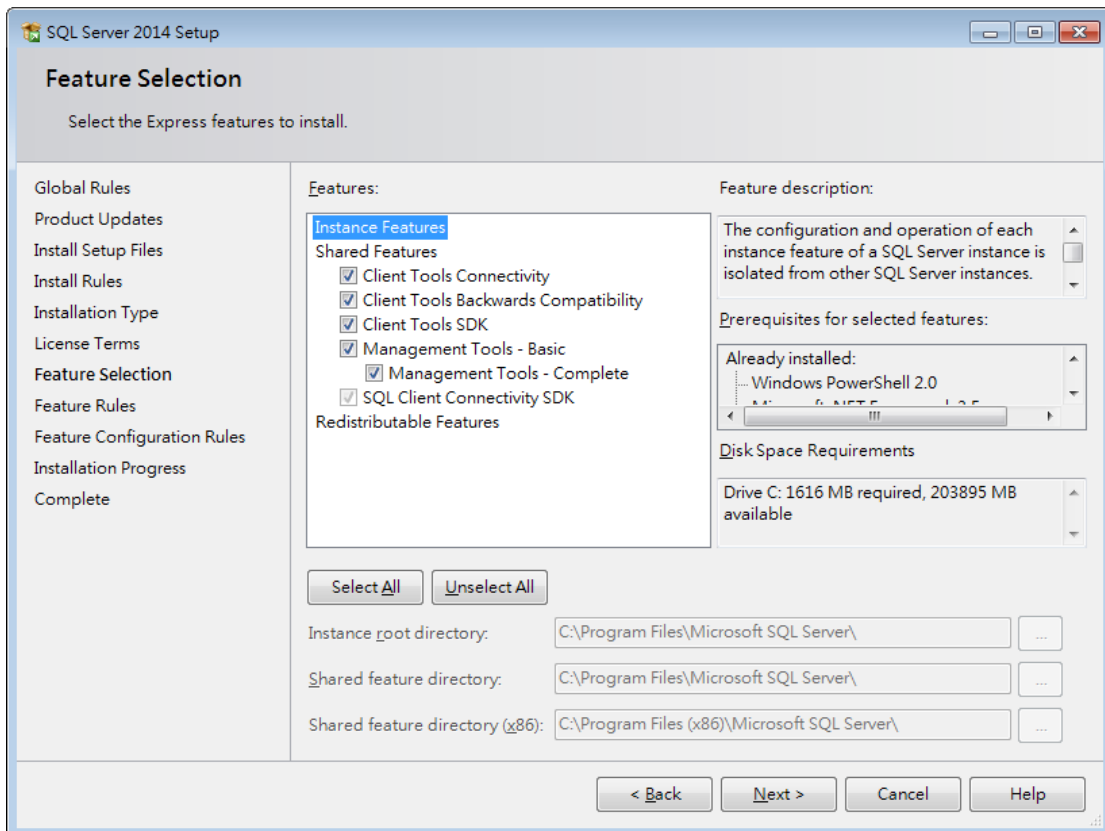 SQL Server 2014 Setup
Feature Selection
Select the Express features to install.
Global Rules
Product Updates
Install Setup Files
Install Rules
Installation Type
License Terms
Feature Selection
Feature Rules
Feature Configuration Rules
Installation Progress
Complete
Features:
Instance Features
Shared Features
Client Tools Connectivity
Client Tools Backwards Compatibility
Client Tools SDK
Management Tools - Basic
Management Tools - Complete
SQL Client Connectivity SDK
Redistributable Features
Feature description:
The configuration and operation of each
instance feature of a SQL Server instance is
isolated from other SQL Server instances.
Prerequisites for selected features:
Already installed:
Windows PowerShell 2.0
Disk Space Requirements
Drive C: 1616 MB required, 203895 MB
available
Select All
Unselect All
Instance root directory:
C:\Program Files\Microsoft SQL Server\
...
Shared feature directory:
C:\Program Files\Microsoft SQL Server\
...
Shared feature directory (x86):
C:\Program Files (x86)\Microsoft SQL Server\
...
< Back
Next >
Cancel
Help